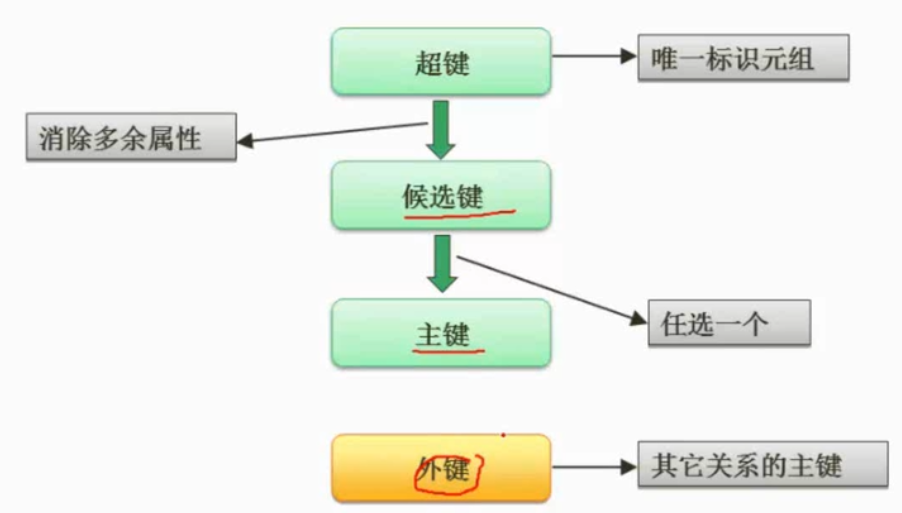 超键
唯一标识元组
消除多余属性
候选键
主键
任选一个
外键
其它关系的主键